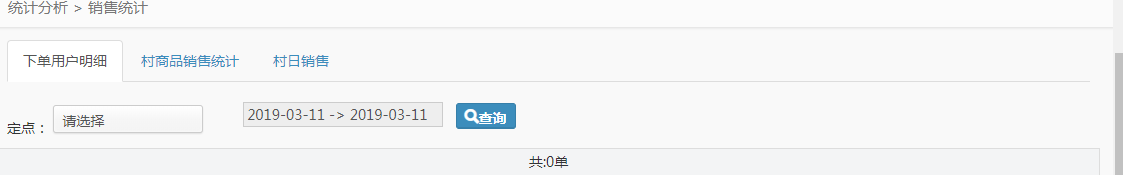 统计分析 > 销售统计
下单用户明细 村商品销售统计 村日销售
定点： 请选择 2019-03-11 -> 2019-03-11 查询
共:0单